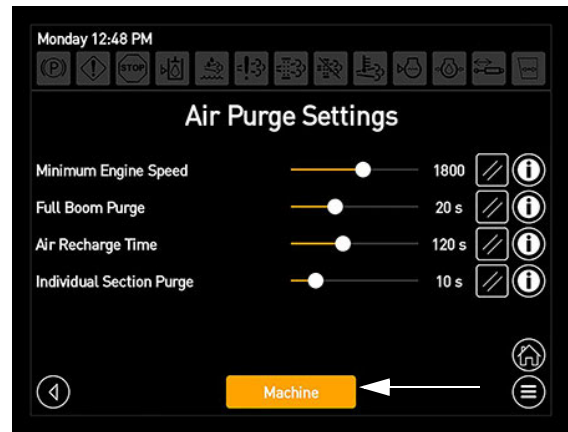 Monday 12:48 PM
(P) STOP
Air Purge Settings
Minimum Engine Speed 1800
Full Boom Purge 20 s
Air Recharge Time 120 s
Individual Section Purge 10 s
Machine